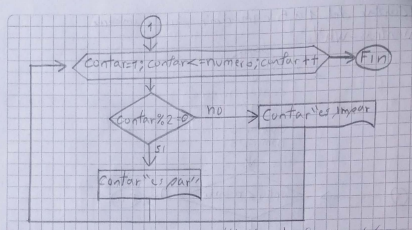 1
contar=1; contar<=numero; contar++
Fin
contar%2=0
no
contar "es impar
si
contar "es par"